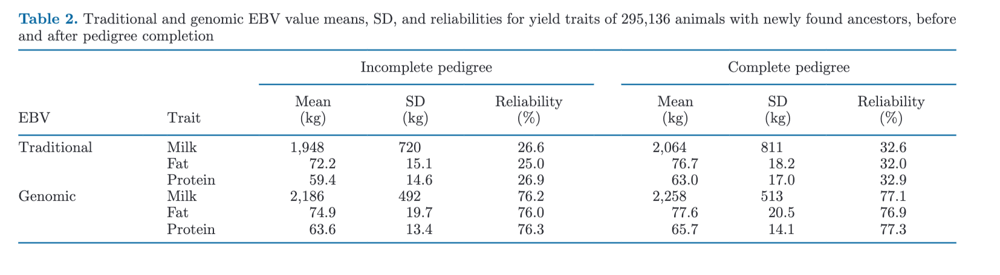 Table 2. Traditional and genomic EBV value means, SD, and reliabilities for yield traits of 295,136 animals with newly found ancestors, before
and after pedigree completion
Incomplete pedigree Complete pedigree
Mean SD Reliability Mean SD Reliability
EBV Trait (kg) (kg) (%) (kg) (kg) (%)
Traditional Milk 1,948 720 26.6 2,064 811 32.6
Fat 72.2 15.1 25.0 76.7 18.2 32.0
Protein 59.4 14.6 26.9 63.0 17.0 32.9
Genomic Milk 2,186 492 76.2 2,258 513 77.1
Fat 74.9 19.7 76.0 77.6 20.5 76.9
Protein 63.6 13.4 76.3 65.7 14.1 77.3